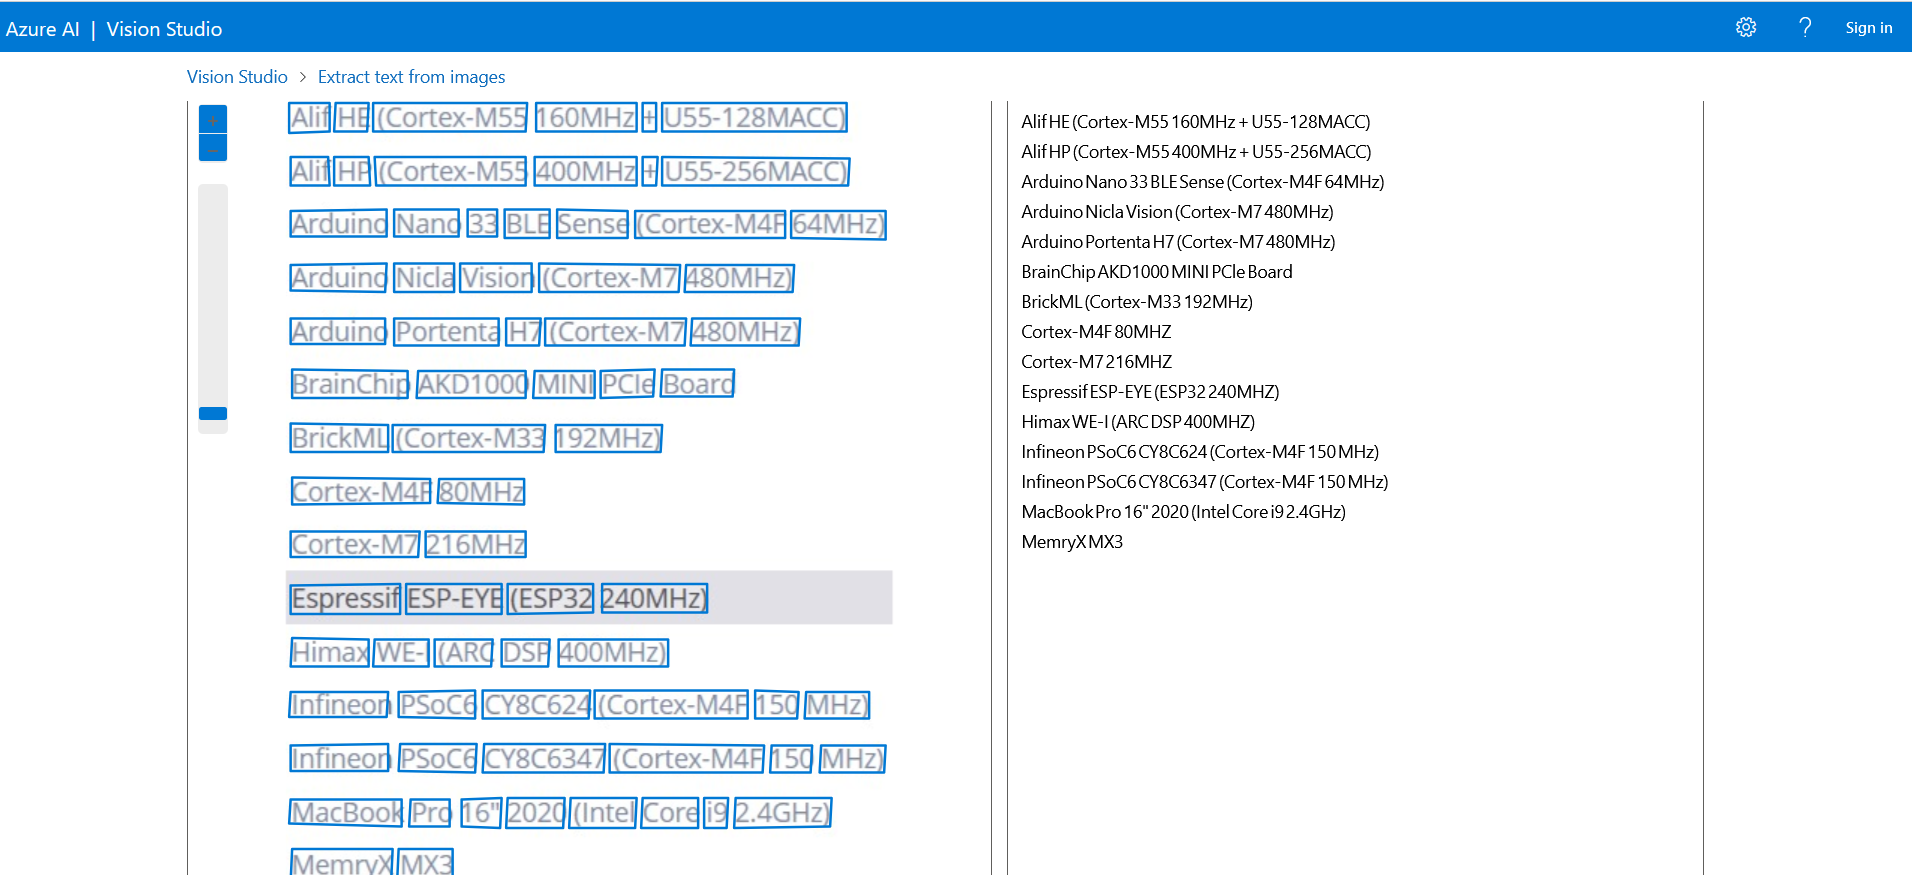 Azure AI | Vision Studio
Sign in
Vision Studio > Extract text from images
+
−
Alif HE (Cortex-M55 160MHz + U55-128MACC)
Alif HP (Cortex-M55 400MHz + U55-256MACC)
Arduino Nano 33 BLE Sense (Cortex-M4F 64MHz)
Arduino Nicla Vision (Cortex-M7 480MHz)
Arduino Portenta H7 (Cortex-M7 480MHz)
BrainChip AKD1000 MINI PCIe Board
BrickML (Cortex-M33 192MHz)
Cortex-M4F 80MHz
Cortex-M7 216MHz
Espressif ESP-EYE (ESP32 240MHz)
Himax WE-I (ARC DSP 400MHz)
Infineon PSoC6 CY8C624 (Cortex-M4F 150 MHz)
Infineon PSoC6 CY8C6347 (Cortex-M4F 150 MHz)
MacBook Pro 16" 2020 (Intel Core i9 2.4GHz)
MemryX MX3
Alif HE (Cortex-M55 160MHz + U55-128MACC)
Alif HP (Cortex-M55 400MHz + U55-256MACC)
Arduino Nano 33 BLE Sense (Cortex-M4F 64MHz)
Arduino Nicla Vision (Cortex-M7 480MHz)
Arduino Portenta H7 (Cortex-M7 480MHz)
BrainChip AKD1000 MINI PCle Board
BrickML (Cortex-M33 192MHz)
Cortex-M4F 80MHZ
Cortex-M7 216MHZ
Espressif ESP-EYE (ESP32 240MHZ)
Himax WE-I (ARC DSP 400MHZ)
Infineon PSoC6 CY8C624 (Cortex-M4F 150 MHz)
Infineon PSoC6 CY8C6347 (Cortex-M4F 150 MHz)
MacBook Pro 16" 2020 (Intel Core i9 2.4GHz)
MemryX MX3